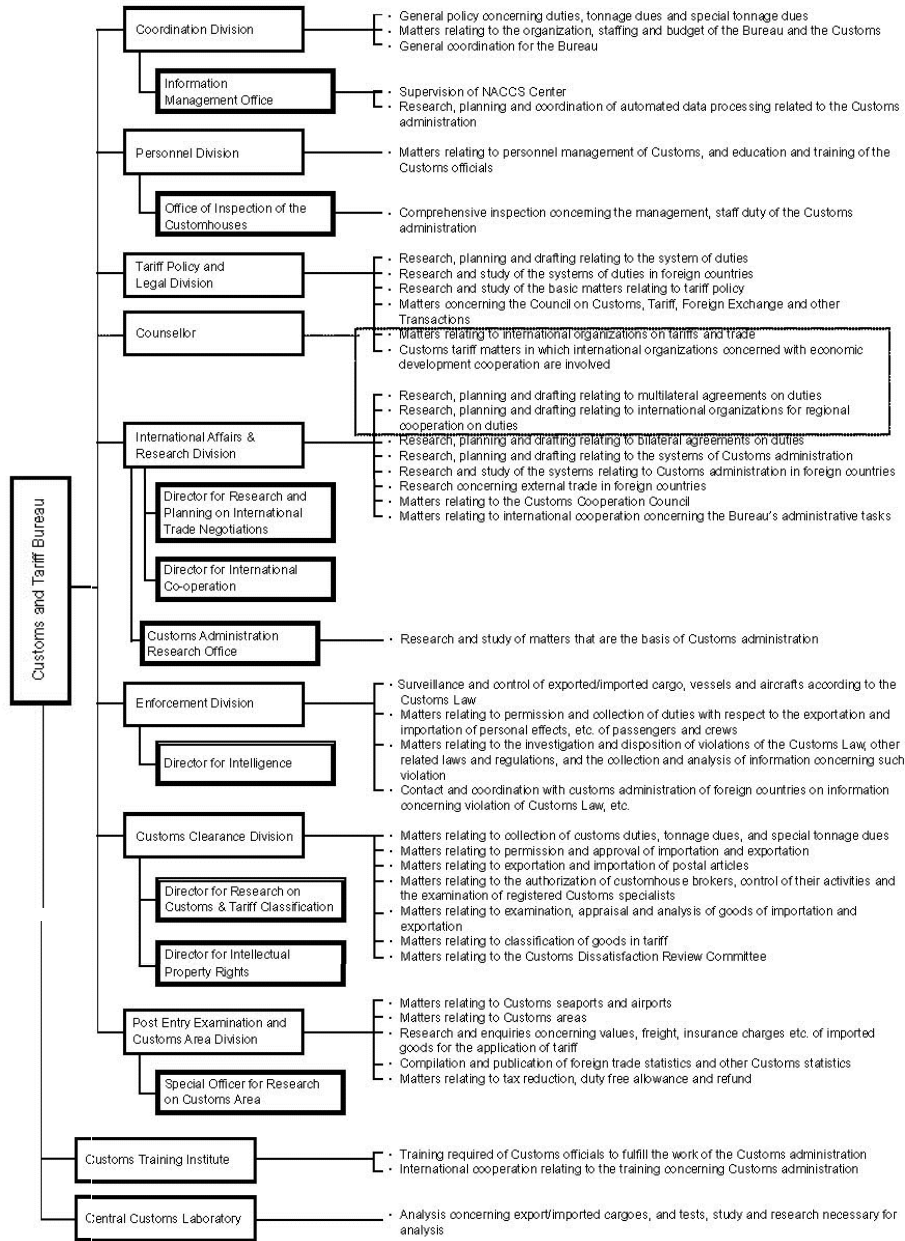 Customs and Tariff Bureau
Coordination Division
· General policy concerning duties, tonnage dues and special tonnage dues
· Matters relating to the organization, staffing and budget of the Bureau and the Customs
· General coordination for the Bureau
Information
Management Office
· Supervision of NACCS Center
· Research, planning and coordination of automated data processing related to the Customs
administration
Personnel Division
· Matters relating to personnel management of Customs, and education and training of the
Customs officials
Office of Inspection of the
Customhouses
· Comprehensive inspection concerning the management, staff duty of the Customs
administration
Tariff Policy and
Legal Division
· Research, planning and drafting relating to the system of duties
· Research and study of the systems of duties in foreign countries
· Research and study of the basic matters relating to tariff policy
· Matters concerning the Council on Customs, Tariff, Foreign Exchange and other
Transactions
Counsellor
· Matters relating to international organizations on tariffs and trade
· Customs tariff matters in which international organizations concerned with economic
development cooperation are involved
· Research, planning and drafting relating to multilateral agreements on duties
· Research, planning and drafting relating to international organizations for regional
cooperation on duties
International Affairs &
Research Division
· Research, planning and drafting relating to bilateral agreements on duties
· Research, planning and drafting relating to the systems of Customs administration
· Research and study of the systems relating to Customs administration in foreign countries
· Research concerning external trade in foreign countries
· Matters relating to the Customs Cooperation Council
· Matters relating to international cooperation concerning the Bureau's administrative tasks
Director for Research and
Planning on International
Trade Negotiations
Director for International
Co-operation
Customs Administration
Research Office
· Research and study of matters that are the basis of Customs administration
Enforcement Division
· Surveillance and control of exported/imported cargo, vessels and aircrafts according to the
Customs Law
· Matters relating to permission and collection of duties with respect to the exportation and
importation of personal effects, etc. of passengers and crews
· Matters relating to the investigation and disposition of violations of the Customs Law, other
related laws and regulations, and the collection and analysis of information concerning such
violation
· Contact and coordination with customs administration of foreign countries on information
concerning violation of Customs Law, etc.
Director for Intelligence
Customs Clearance Division
· Matters relating to collection of customs duties, tonnage dues, and special tonnage dues
· Matters relating to permission and approval of importation and exportation
· Matters relating to exportation and importation of postal articles
· Matters relating to the authorization of customhouse brokers, control of their activities and
the examination of registered Customs specialists
· Matters relating to examination, appraisal and analysis of goods of importation and
exportation
· Matters relating to classification of goods in tariff
· Matters relating to the Customs Dissatisfaction Review Committee
Director for Research on
Customs & Tariff Classification
Director for Intellectual
Property Rights
Post Entry Examination and
Customs Area Division
· Matters relating to Customs seaports and airports
· Matters relating to Customs areas
· Research and enquiries concerning values, freight, insurance charges etc. of imported
goods for the application of tariff
· Compilation and publication of foreign trade statistics and other Customs statistics
· Matters relating to tax reduction, duty free allowance and refund
Special Officer for Research
on Customs Area
Customs Training Institute
· Training required of Customs officials to fulfill the work of the Customs administration
· International cooperation relating to the training concerning Customs administration
Central Customs Laboratory
· Analysis concerning export/imported cargoes, and tests, study and research necessary for
analysis